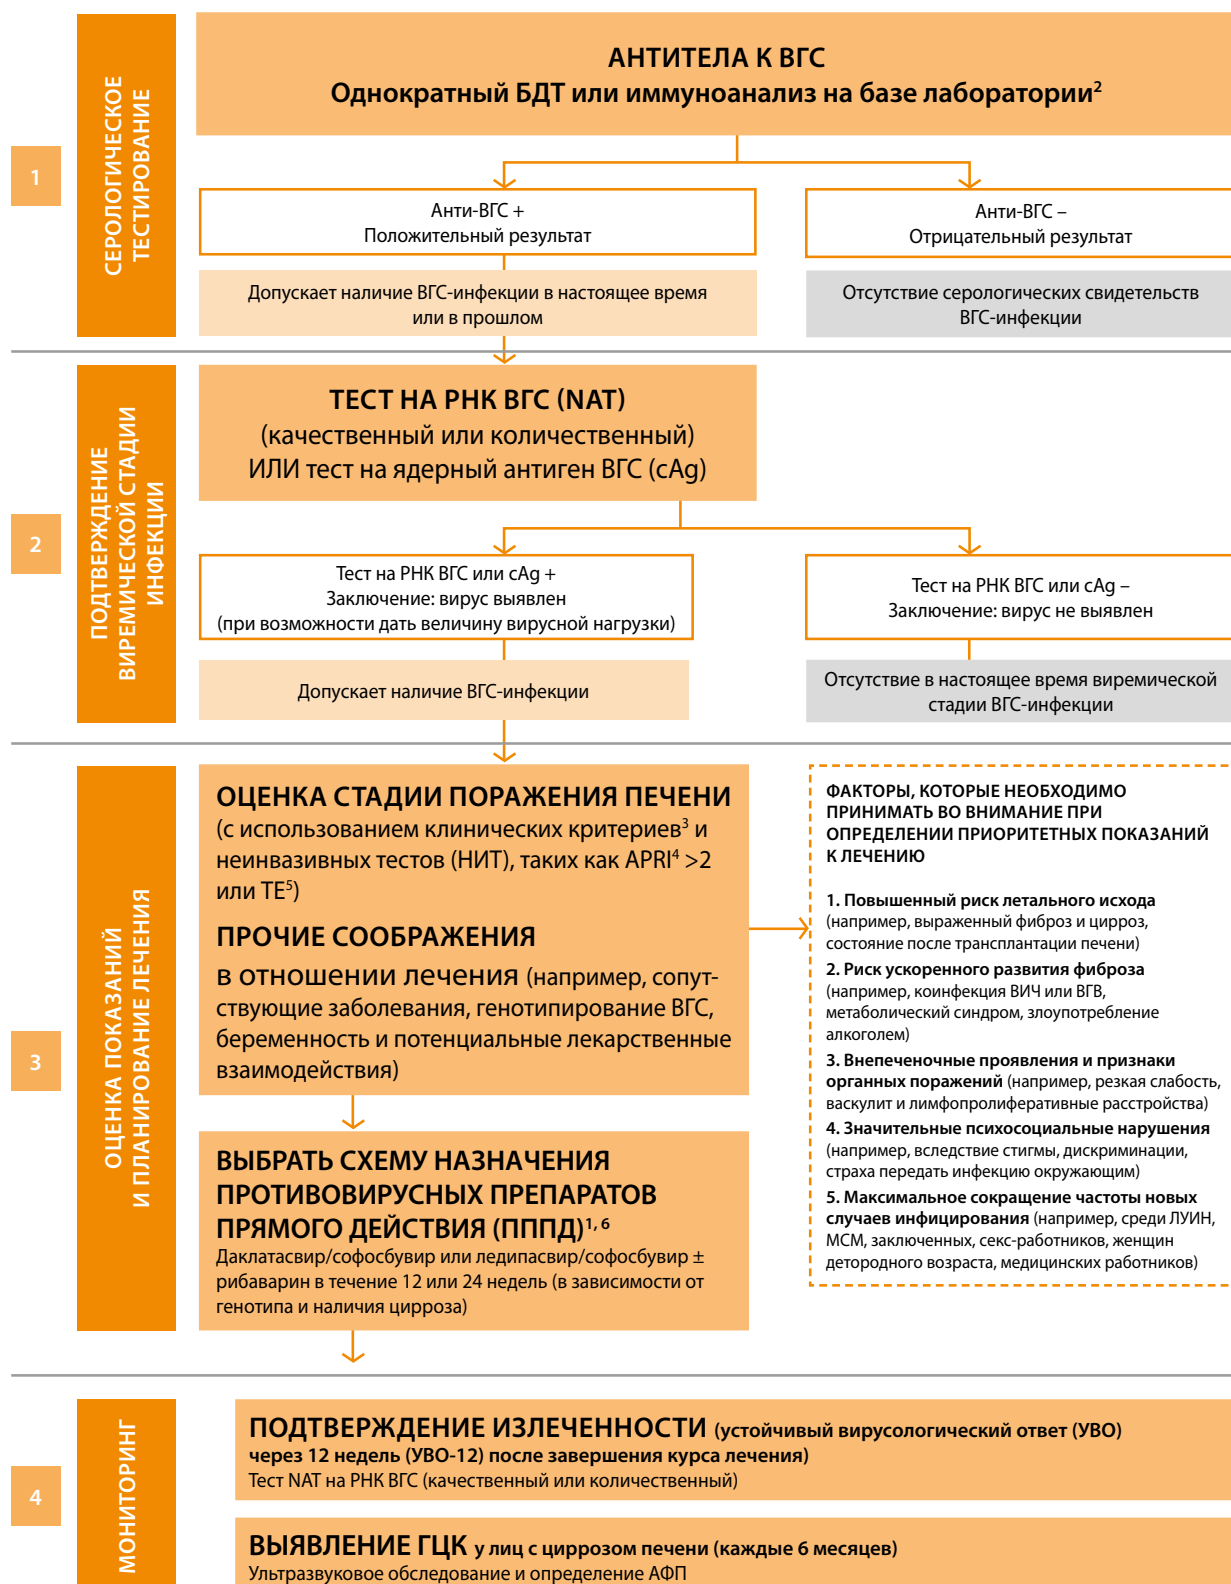 1
СЕРОЛОГИЧЕСКОЕ
ТЕСТИРОВАНИЕ
АНТИТЕЛА К ВГС
Однократный БДТ или иммуноанализ на базе лаборатории²
Анти-ВГС +
Положительный результат
Анти-ВГС –
Отрицательный результат
Допускает наличие ВГС-инфекции в настоящее время
или в прошлом
Отсутствие серологических свидетельств
ВГС-инфекции
2
ПОДТВЕРЖДЕНИЕ
ВИРЕМИЧЕСКОЙ СТАДИИ
ИНФЕКЦИИ
ТЕСТ НА РНК ВГС (NAT)
(качественный или количественный)
ИЛИ тест на ядерный антиген ВГС (cAg)
Тест на РНК ВГС или cAg +
Заключение: вирус выявлен
(при возможности дать величину вирусной нагрузки)
Тест на РНК ВГС или cAg –
Заключение: вирус не выявлен
Допускает наличие ВГС-инфекции
Отсутствие в настоящее время виремической
стадии ВГС-инфекции
3
ОЦЕНКА ПОКАЗАНИЙ
И ПЛАНИРОВАНИЕ ЛЕЧЕНИЯ
ОЦЕНКА СТАДИИ ПОРАЖЕНИЯ ПЕЧЕНИ
(с использованием клинических критериев³ и
неинвазивных тестов (НИТ), таких как APRI⁴ >2
или TE⁵)
ПРОЧИЕ СООБРАЖЕНИЯ
в отношении лечения (например, сопут-
ствующие заболевания, генотипирование ВГС,
беременность и потенциальные лекарственные
взаимодействия)
ВЫБРАТЬ СХЕМУ НАЗНАЧЕНИЯ
ПРОТИВОВИРУСНЫХ ПРЕПАРАТОВ
ПРЯМОГО ДЕЙСТВИЯ (ПППД)¹, ⁶
Даклатасвир/софосбувир или ледипасвир/софосбувир ±
рибаварин в течение 12 или 24 недель (в зависимости от
генотипа и наличия цирроза)
ФАКТОРЫ, КОТОРЫЕ НЕОБХОДИМО
ПРИНИМАТЬ ВО ВНИМАНИЕ ПРИ
ОПРЕДЕЛЕНИИ ПРИОРИТЕТНЫХ ПОКАЗАНИЙ
К ЛЕЧЕНИЮ
1. Повышенный риск летального исхода
(например, выраженный фиброз и цирроз,
состояние после трансплантации печени)
2. Риск ускоренного развития фиброза
(например, коинфекция ВИЧ или ВГВ,
метаболический синдром, злоупотребление
алкоголем)
3. Внепеченочные проявления и признаки
органных поражений (например, резкая слабость,
васкулит и лимфопролиферативные расстройства)
4. Значительные психосоциальные нарушения
(например, вследствие стигмы, дискриминации,
страха передать инфекцию окружающим)
5. Максимальное сокращение частоты новых
случаев инфицирования (например, среди ЛУИН,
МСМ, заключенных, секс-работников, женщин
детородного возраста, медицинских работников)
4
МОНИТОРИНГ
ПОДТВЕРЖДЕНИЕ ИЗЛЕЧЕННОСТИ (устойчивый вирусологический ответ (УВО)
через 12 недель (УВО-12) после завершения курса лечения)
Тест NAT на РНК ВГС (качественный или количественный)
ВЫЯВЛЕНИЕ ГЦК у лиц с циррозом печени (каждые 6 месяцев)
Ультразвуковое обследование и определение АФП